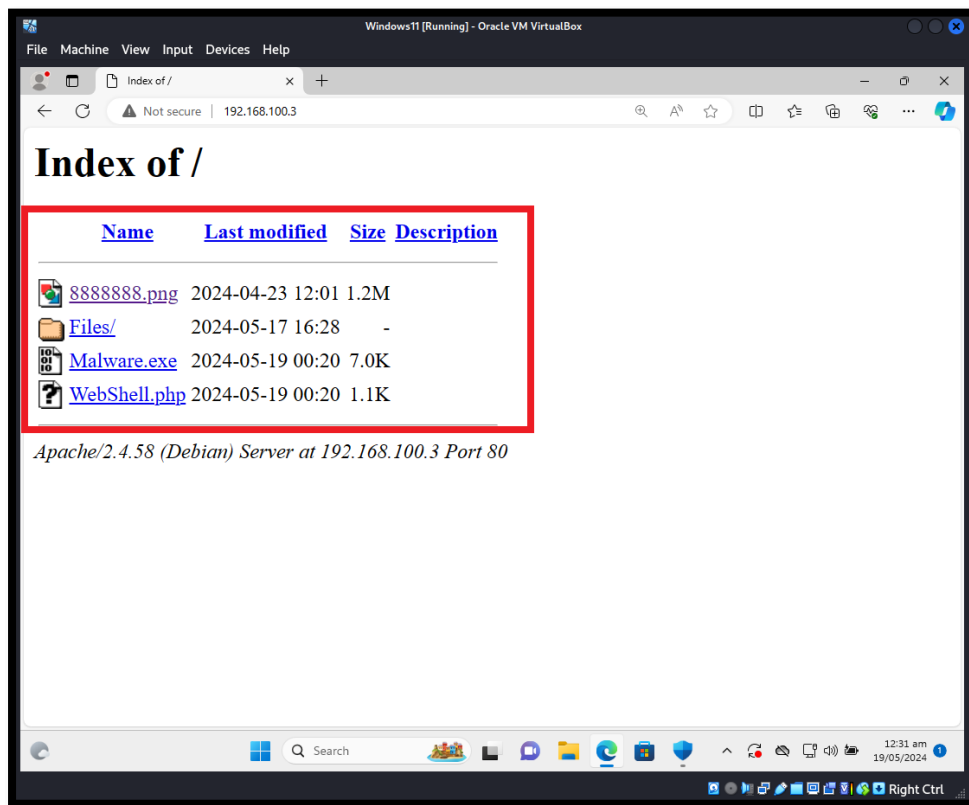 Windows11 [Running] - Oracle VM VirtualBox
File Machine View Input Devices Help
Index of /
Not secure | 192.168.100.3
Index of /
Name Last modified Size Description
8888888.png 2024-04-23 12:01 1.2M
Files/ 2024-05-17 16:28 -
Malware.exe 2024-05-19 00:20 7.0K
WebShell.php 2024-05-19 00:20 1.1K
Apache/2.4.58 (Debian) Server at 192.168.100.3 Port 80
Search
12:31 am
19/05/2024
1
Right Ctrl